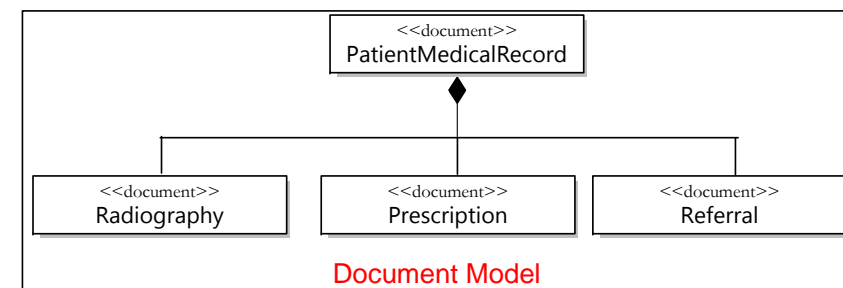 <<document>>
PatientMedicalRecord
<<document>>
Radiography
<<document>>
Prescription
<<document>>
Referral
Document Model